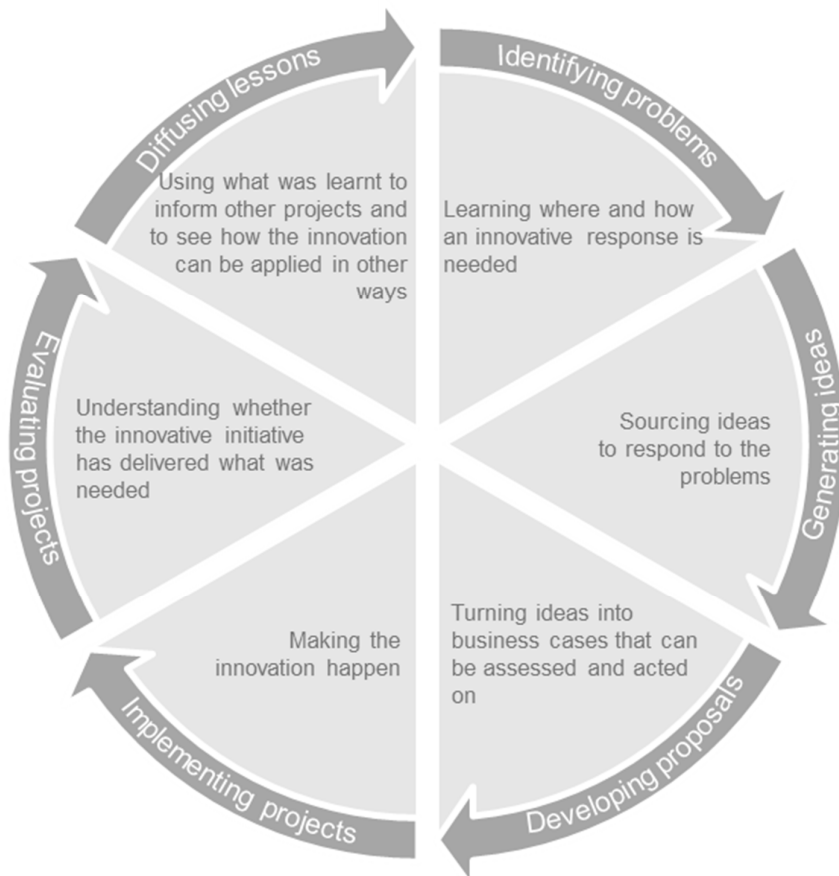 Identifying problems
Learning where and how
an innovative response is
needed
Generating ideas
Sourcing ideas
to respond to the
problems
Developing proposals
Turning ideas into
business cases that can
be assessed and acted
on
Implementing projects
Making the
innovation happen
Evaluating projects
Understanding whether
the innovative initiative
has delivered what was
needed
Diffusing lessons
Using what was learnt to
inform other projects and
to see how the innovation
can be applied in other
ways